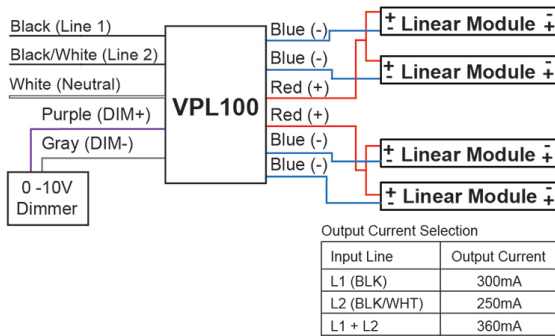 Black (Line 1)
Black/White (Line 2)
White (Neutral)
Purple (DIM+)
Gray (DIM-)
0 -10V
Dimmer
VPL100
Blue (-)
Blue (-)
Red (+)
Red (+)
Blue (-)
Blue (-)
+ - Linear Module - +
+ - Linear Module - +
+ - Linear Module - +
+ - Linear Module - +
Output Current Selection
Input Line Output Current
L1 (BLK) 300mA
L2 (BLK/WHT) 250mA
L1 + L2 360mA